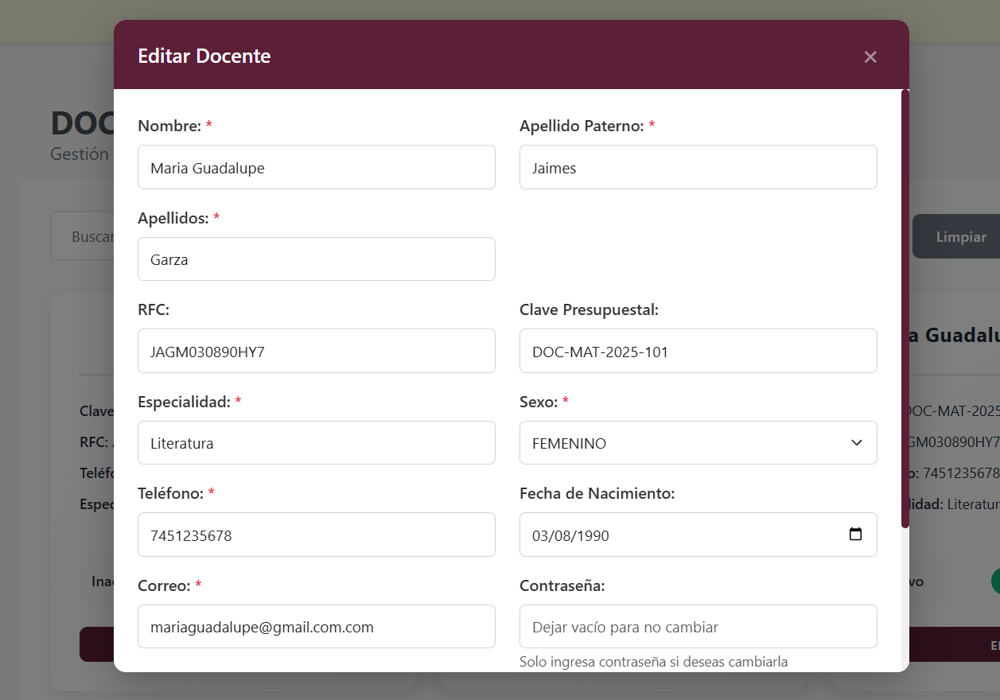 Editar Docente
×
DOC
Gestión
Nombre: *
Apellido Paterno: *
Maria Guadalupe
Jaimes
Apellidos: *
Buscar
Limpiar
Garza
RFC:
Clave Presupuestal:
a Guadalu
JAGM030890HY7
DOC-MAT-2025-101
Especialidad: *
Sexo: *
Clave
DOC-MAT-2025
RFC:
GM030890HY7
Literatura
FEMENINO
Teléfo
o: 7451235678
Teléfono: *
Fecha de Nacimiento:
Espec
lidad: Literatur
7451235678
03/08/1990
Correo: *
Contraseña:
Ina
vo
mariaguadalupe@gmail.com.com
Dejar vacío para no cambiar
E
Solo ingresa contraseña si deseas cambiarla